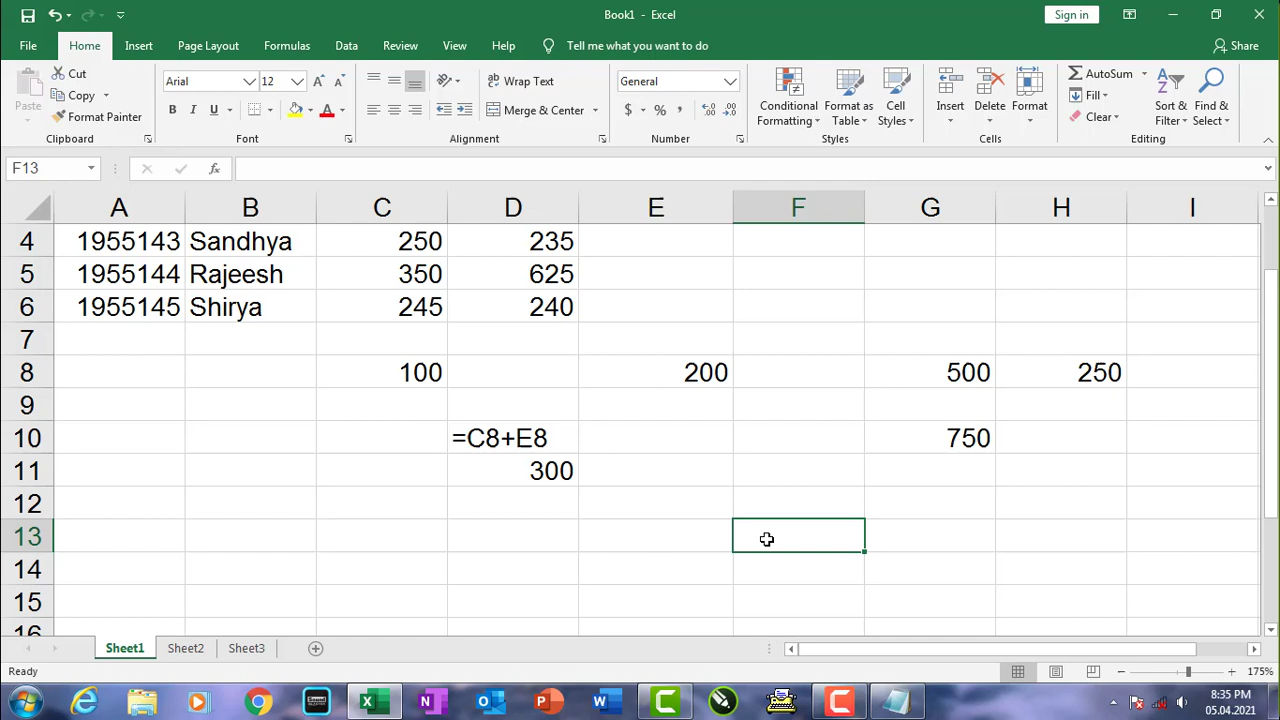 Book1 - Excel
Sign in
File Home Insert Page Layout Formulas Data Review View Help Tell me what you want to do Share
Paste
Cut
Copy
Format Painter
Clipboard
Arial 12
B I U
Font
Wrap Text
Merge & Center
Alignment
General
$ % ,
Number
Conditional Formatting
Format as Table
Cell Styles
Styles
Insert
Delete
Format
Cells
AutoSum
Fill
Clear
Sort & Filter
Find & Select
Editing
F13 fx
A B C D E F G H I
4 1955143 Sandhya 250 235
5 1955144 Rajeesh 350 625
6 1955145 Shirya 245 240
7
8 100 200 500 250
9
10 =C8+E8 750
11 300
12
13
14
15
16
Sheet1 Sheet2 Sheet3
Ready 175%
8:35 PM
05.04.2021